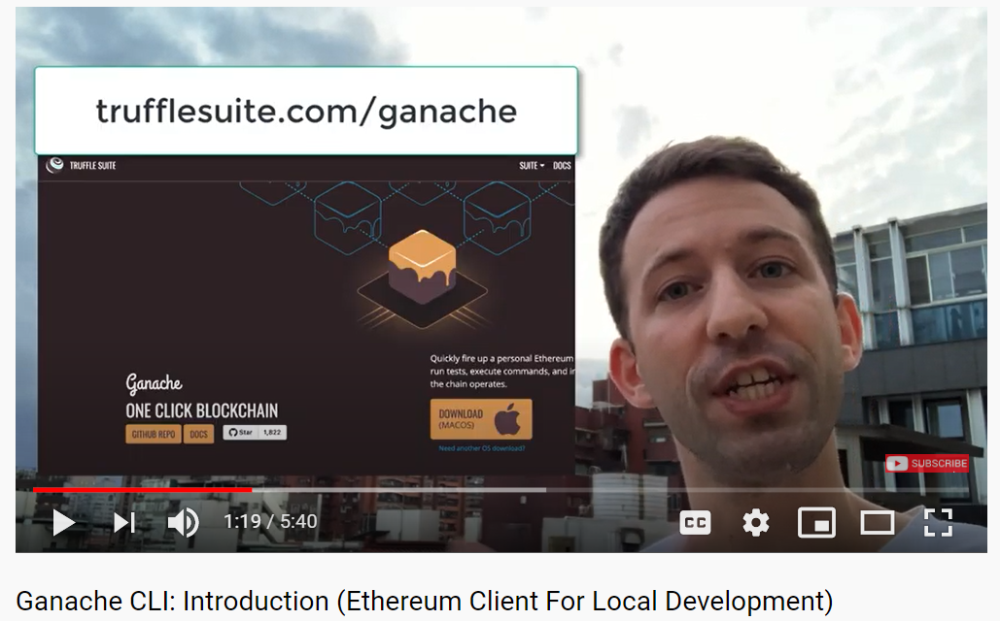 trufflesuite.com/ganache
TRUFFLE SUITE
SUITE
DOCS
Quickly fire up a personal Ethereum
run tests, execute commands, and
the chain operates.
Ganache
ONE CLICK BLOCKCHAIN
GITHUB REPO
DOCS
Star
1,822
DOWNLOAD
(MACOS)
Need another OS download?
SUBSCRIBE
1:19 / 5:40
CC
Ganache CLI: Introduction (Ethereum Client For Local Development)